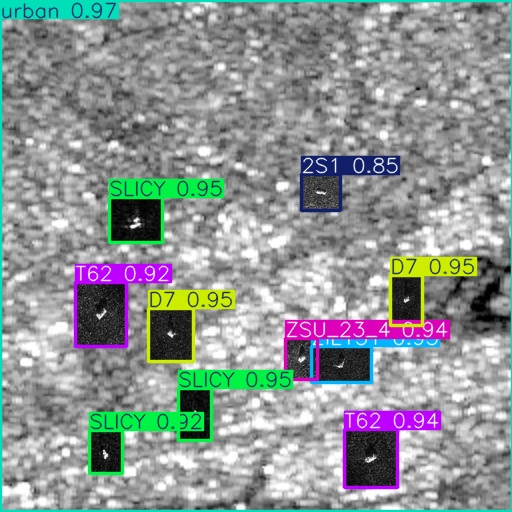 urban 0.97
2S1 0.85
SLICY 0.95
D7 0.95
T62 0.92
D7 0.95
ZSU_23_4 0.94
SLICY 0.95
SLICY 0.92
T62 0.94